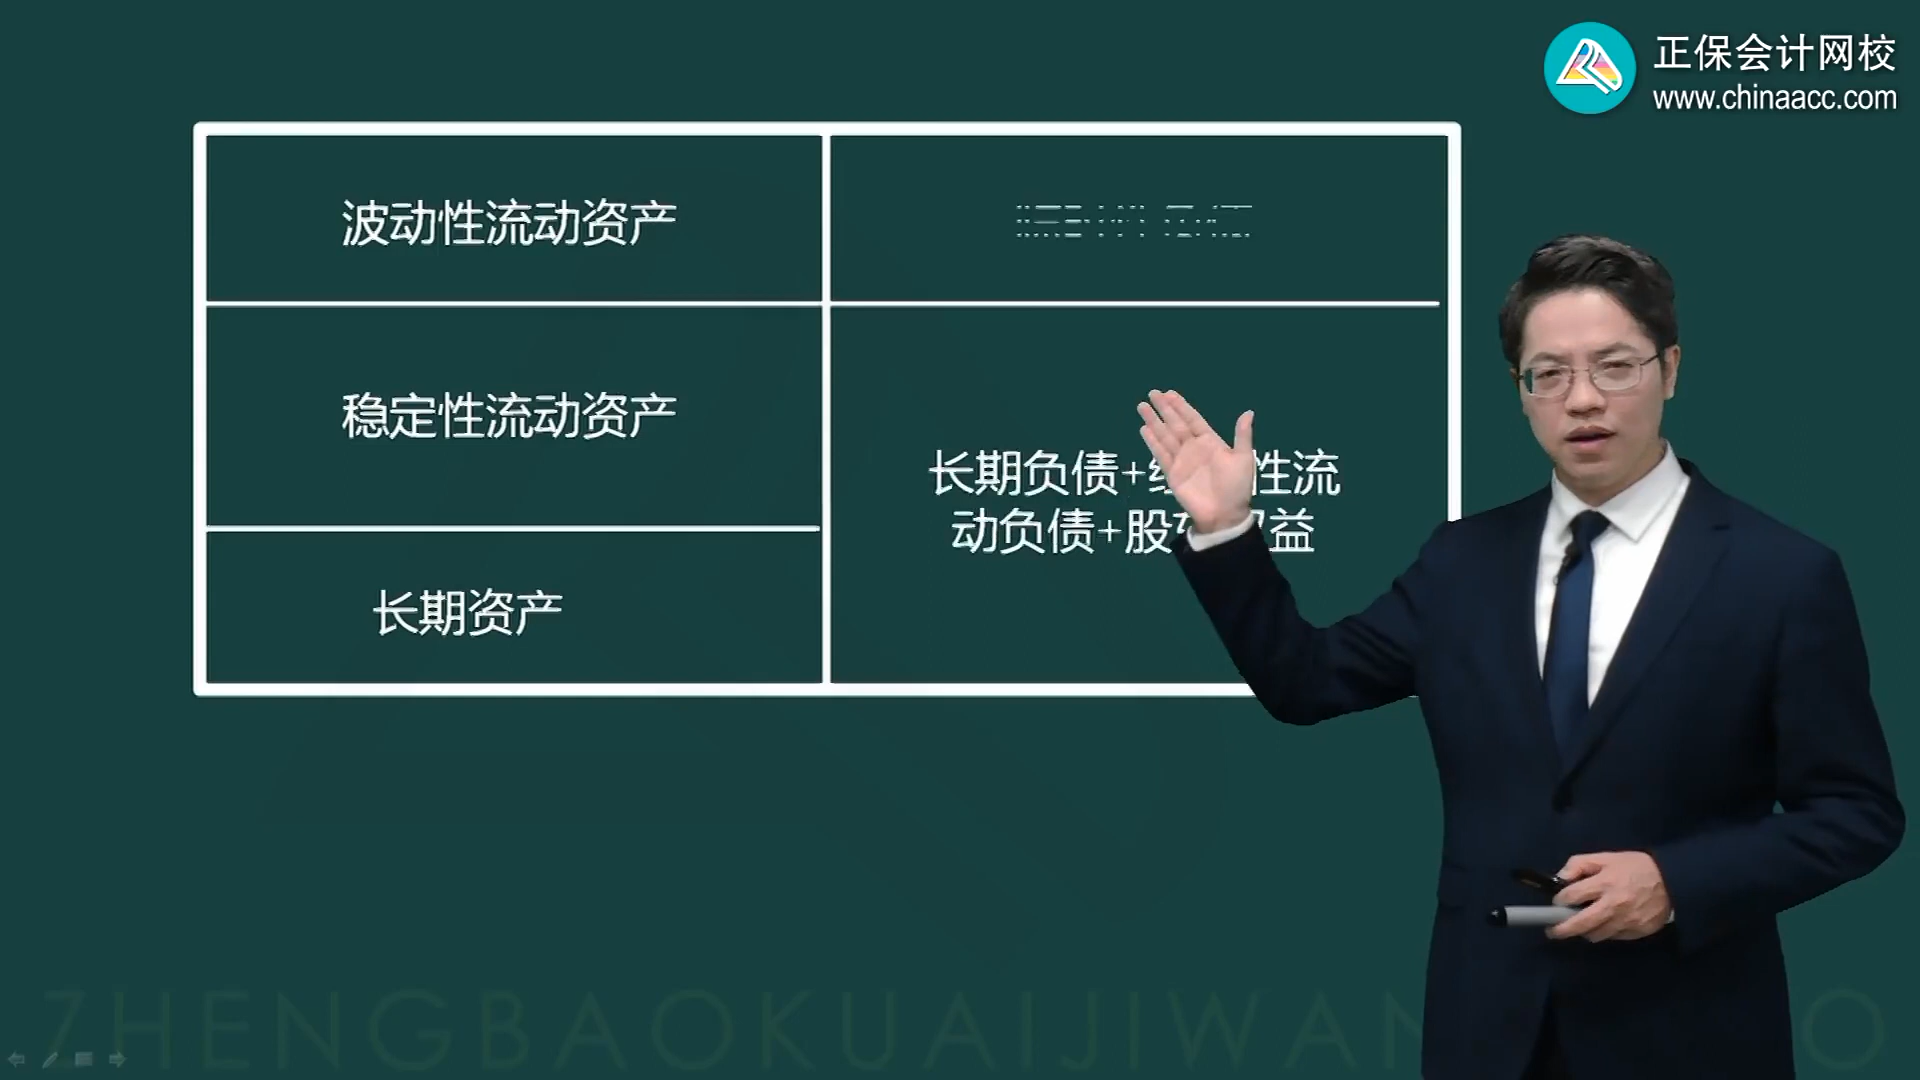 正保会计网校
www.chinaacc.com
波动性流动资产
稳定性流动资产
长期负债+性流
动负债+股益
长期资产
ZHENGBAOKUAIJIWAN O